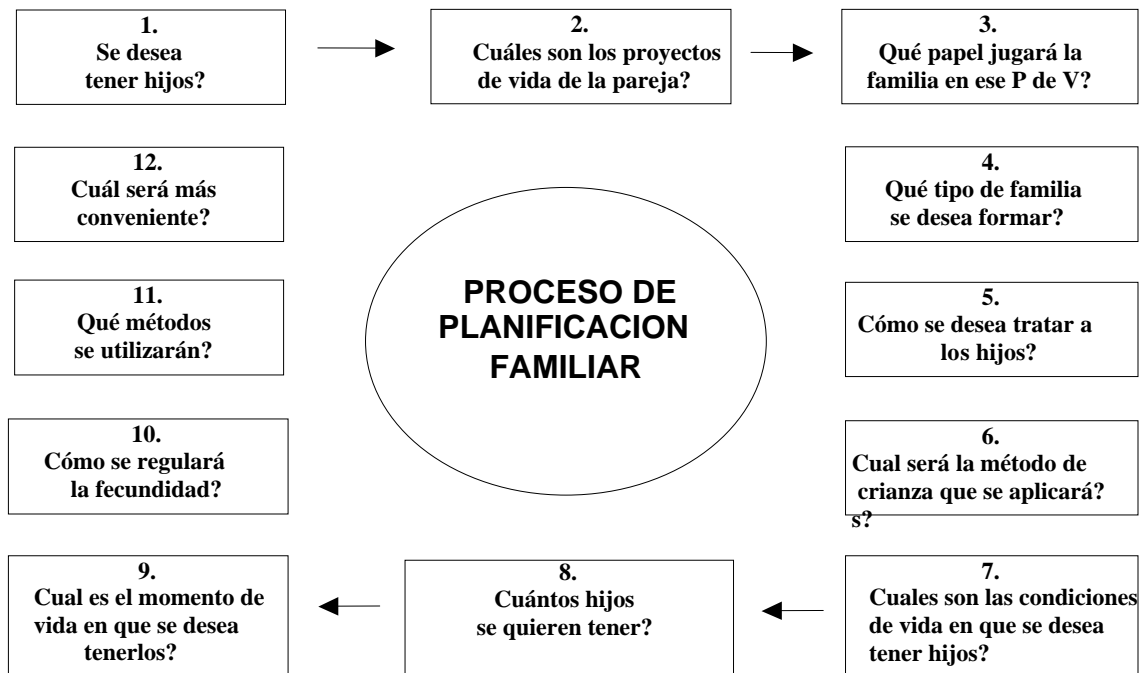 1.
Se desea
tener hijos?
2.
Cuáles son los proyectos
de vida de la pareja?
3.
Qué papel jugará la
familia en ese P de V?
12.
Cuál será más
conveniente?
4.
Qué tipo de familia
se desea formar?
PROCESO DE
PLANIFICACION
FAMILIAR
11.
Qué métodos
se utilizarán?
5.
Cómo se desea tratar a
los hijos?
10.
Cómo se regulará
la fecundidad?
6.
Cual será la método de
crianza que se aplicará?
s?
9.
Cual es el momento de
vida en que se desea
tenerlos?
8.
Cuántos hijos
se quieren tener?
7.
Cuales son las condiciones
de vida en que se desea
tener hijos?